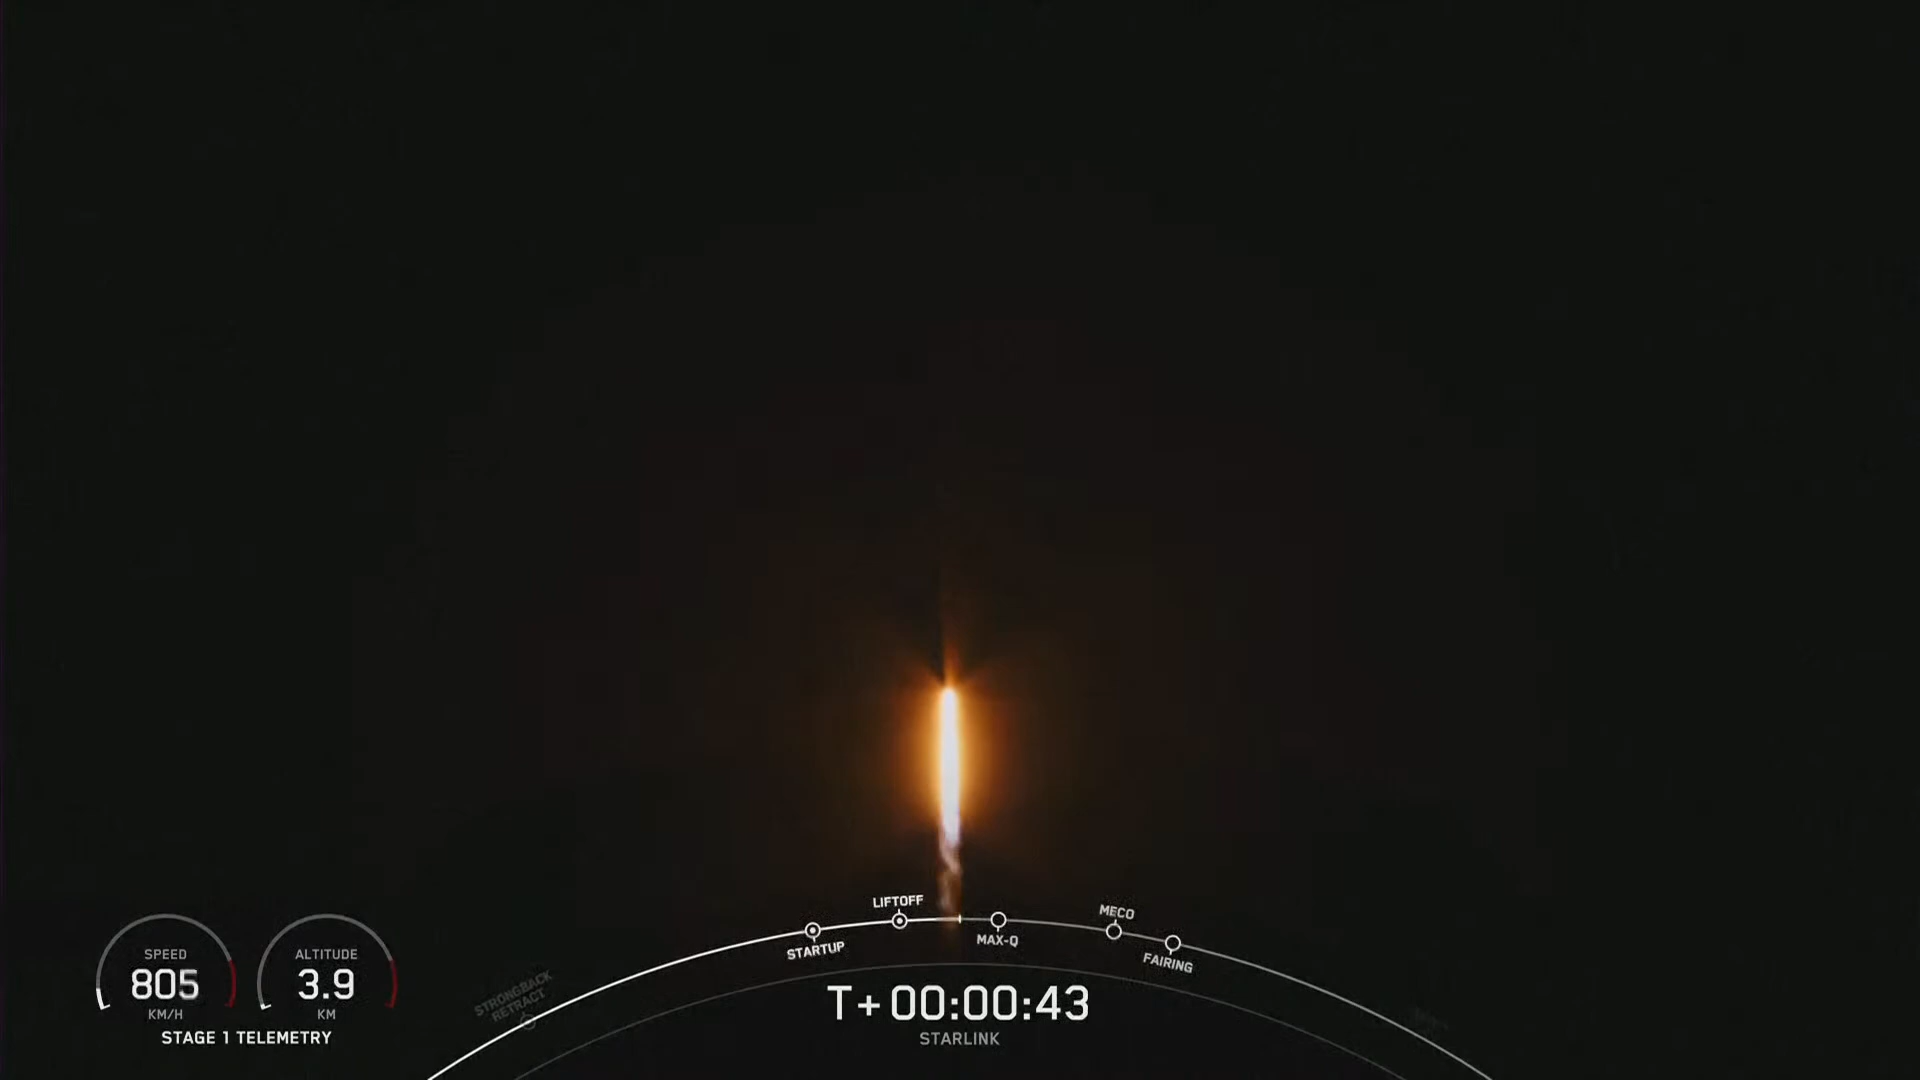 LIFTOFF
MECO
STARTUP
MAX-Q
FAIRING
SPEED
805
KM/H
ALTITUDE
3.9
KM
STAGE 1 TELEMETRY
STRONGBACK
RETRACT
T+00:00:43
STARLINK